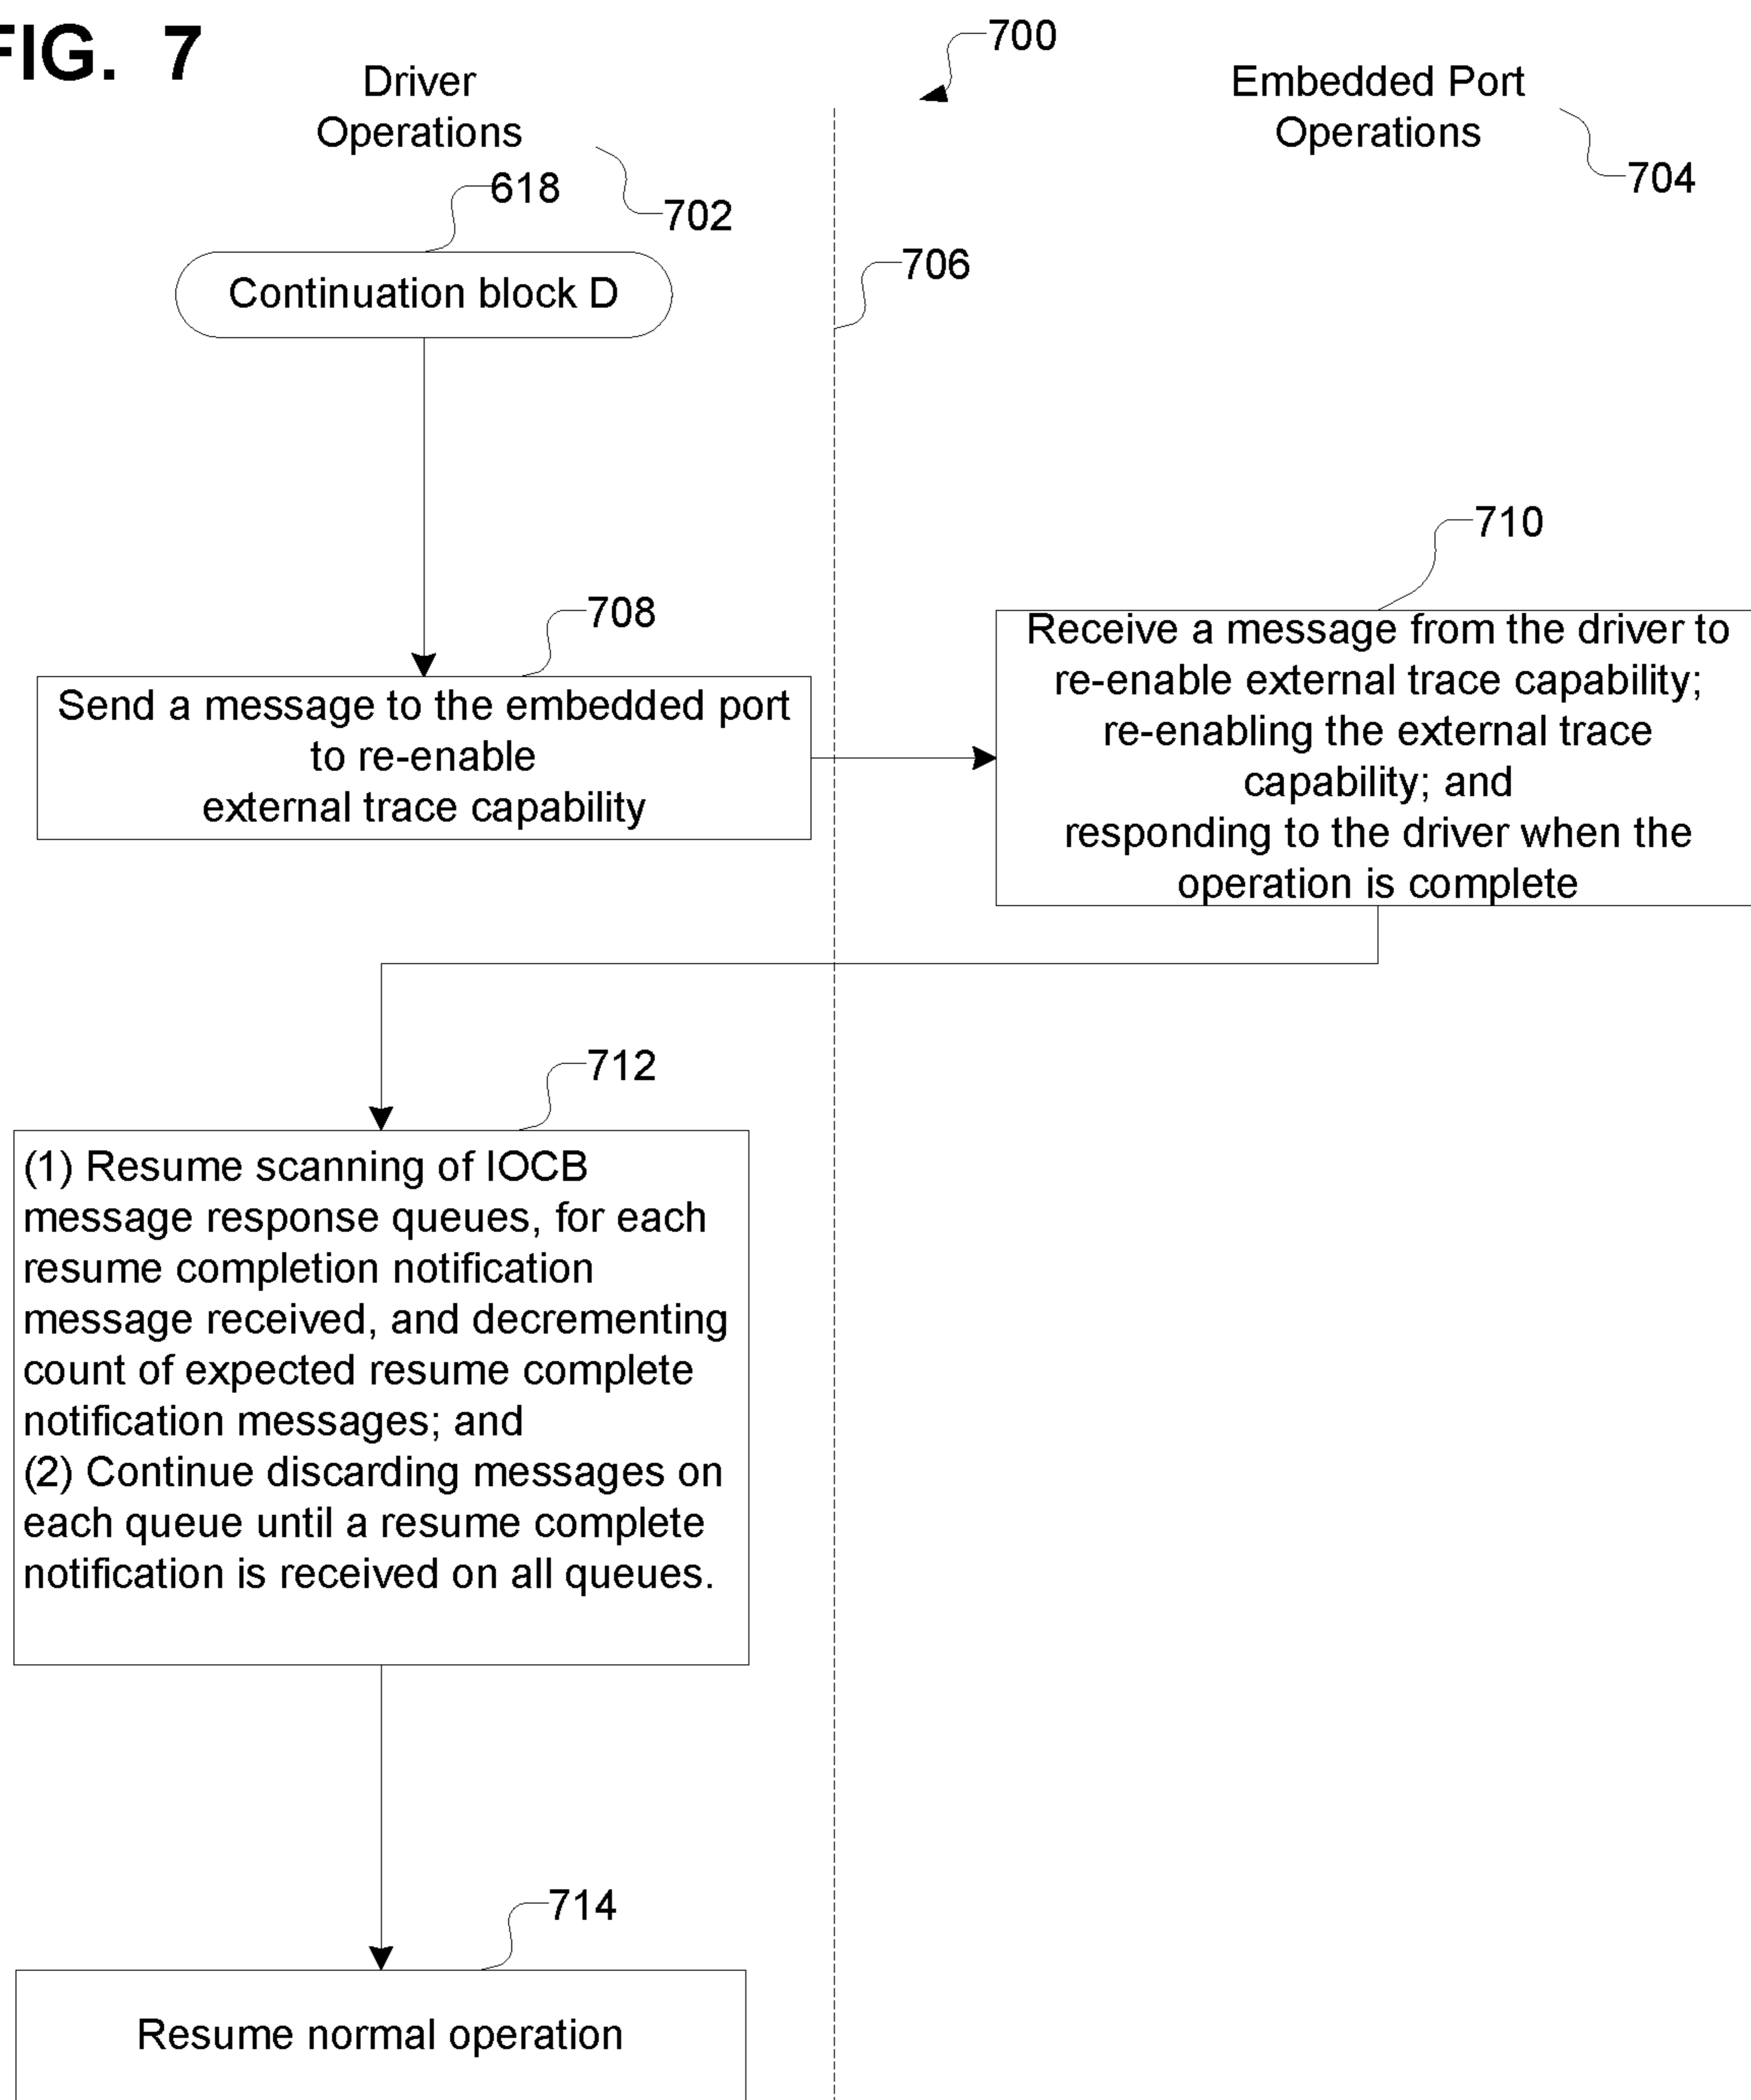 FIG. 7
700
Driver
Operations
Embedded Port
Operations
618
702
704
706
Continuation block D
710
708
Send a message to the embedded port
to re-enable
external trace capability
Receive a message from the driver to
re-enable external trace capability;
re-enabling the external trace
capability; and
responding to the driver when the
operation is complete
712
(1) Resume scanning of IOCB
message response queues, for each
resume completion notification
message received, and decrementing
count of expected resume complete
notification messages; and
(2) Continue discarding messages on
each queue until a resume complete
notification is received on all queues.
714
Resume normal operation